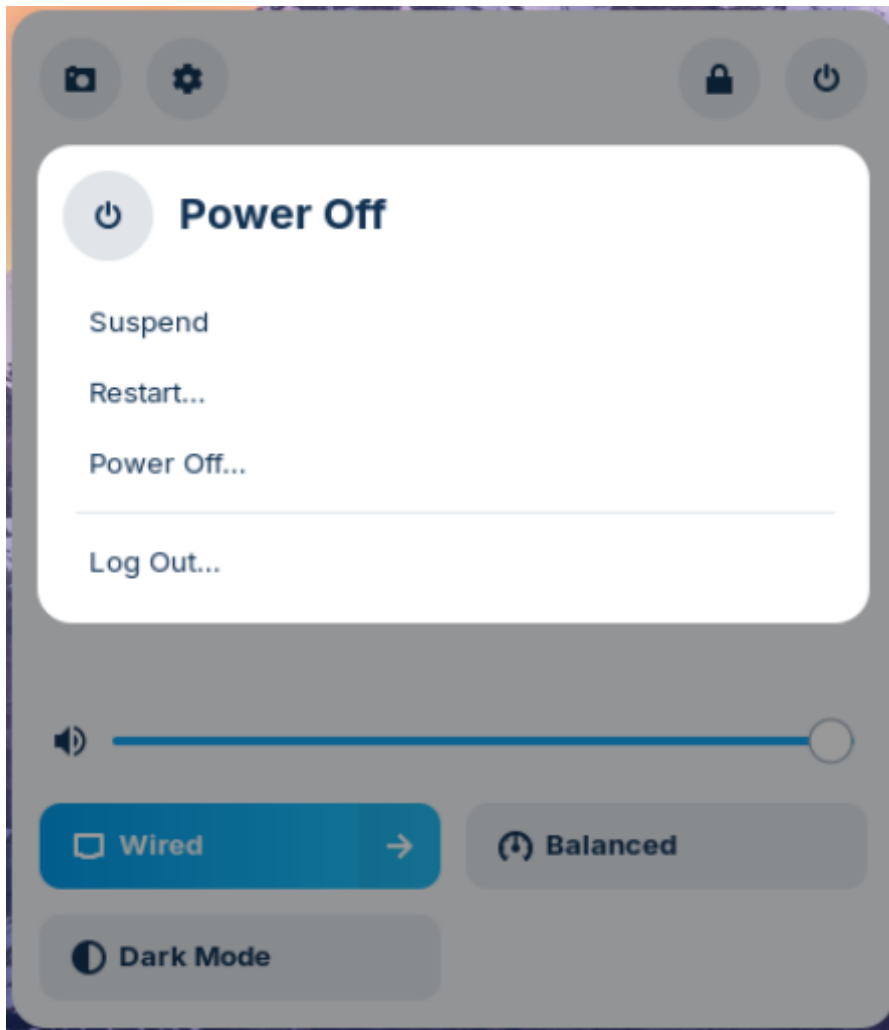 Power Off
Suspend
Restart...
Power Off...
Log Out...
Wired
Balanced
Dark Mode